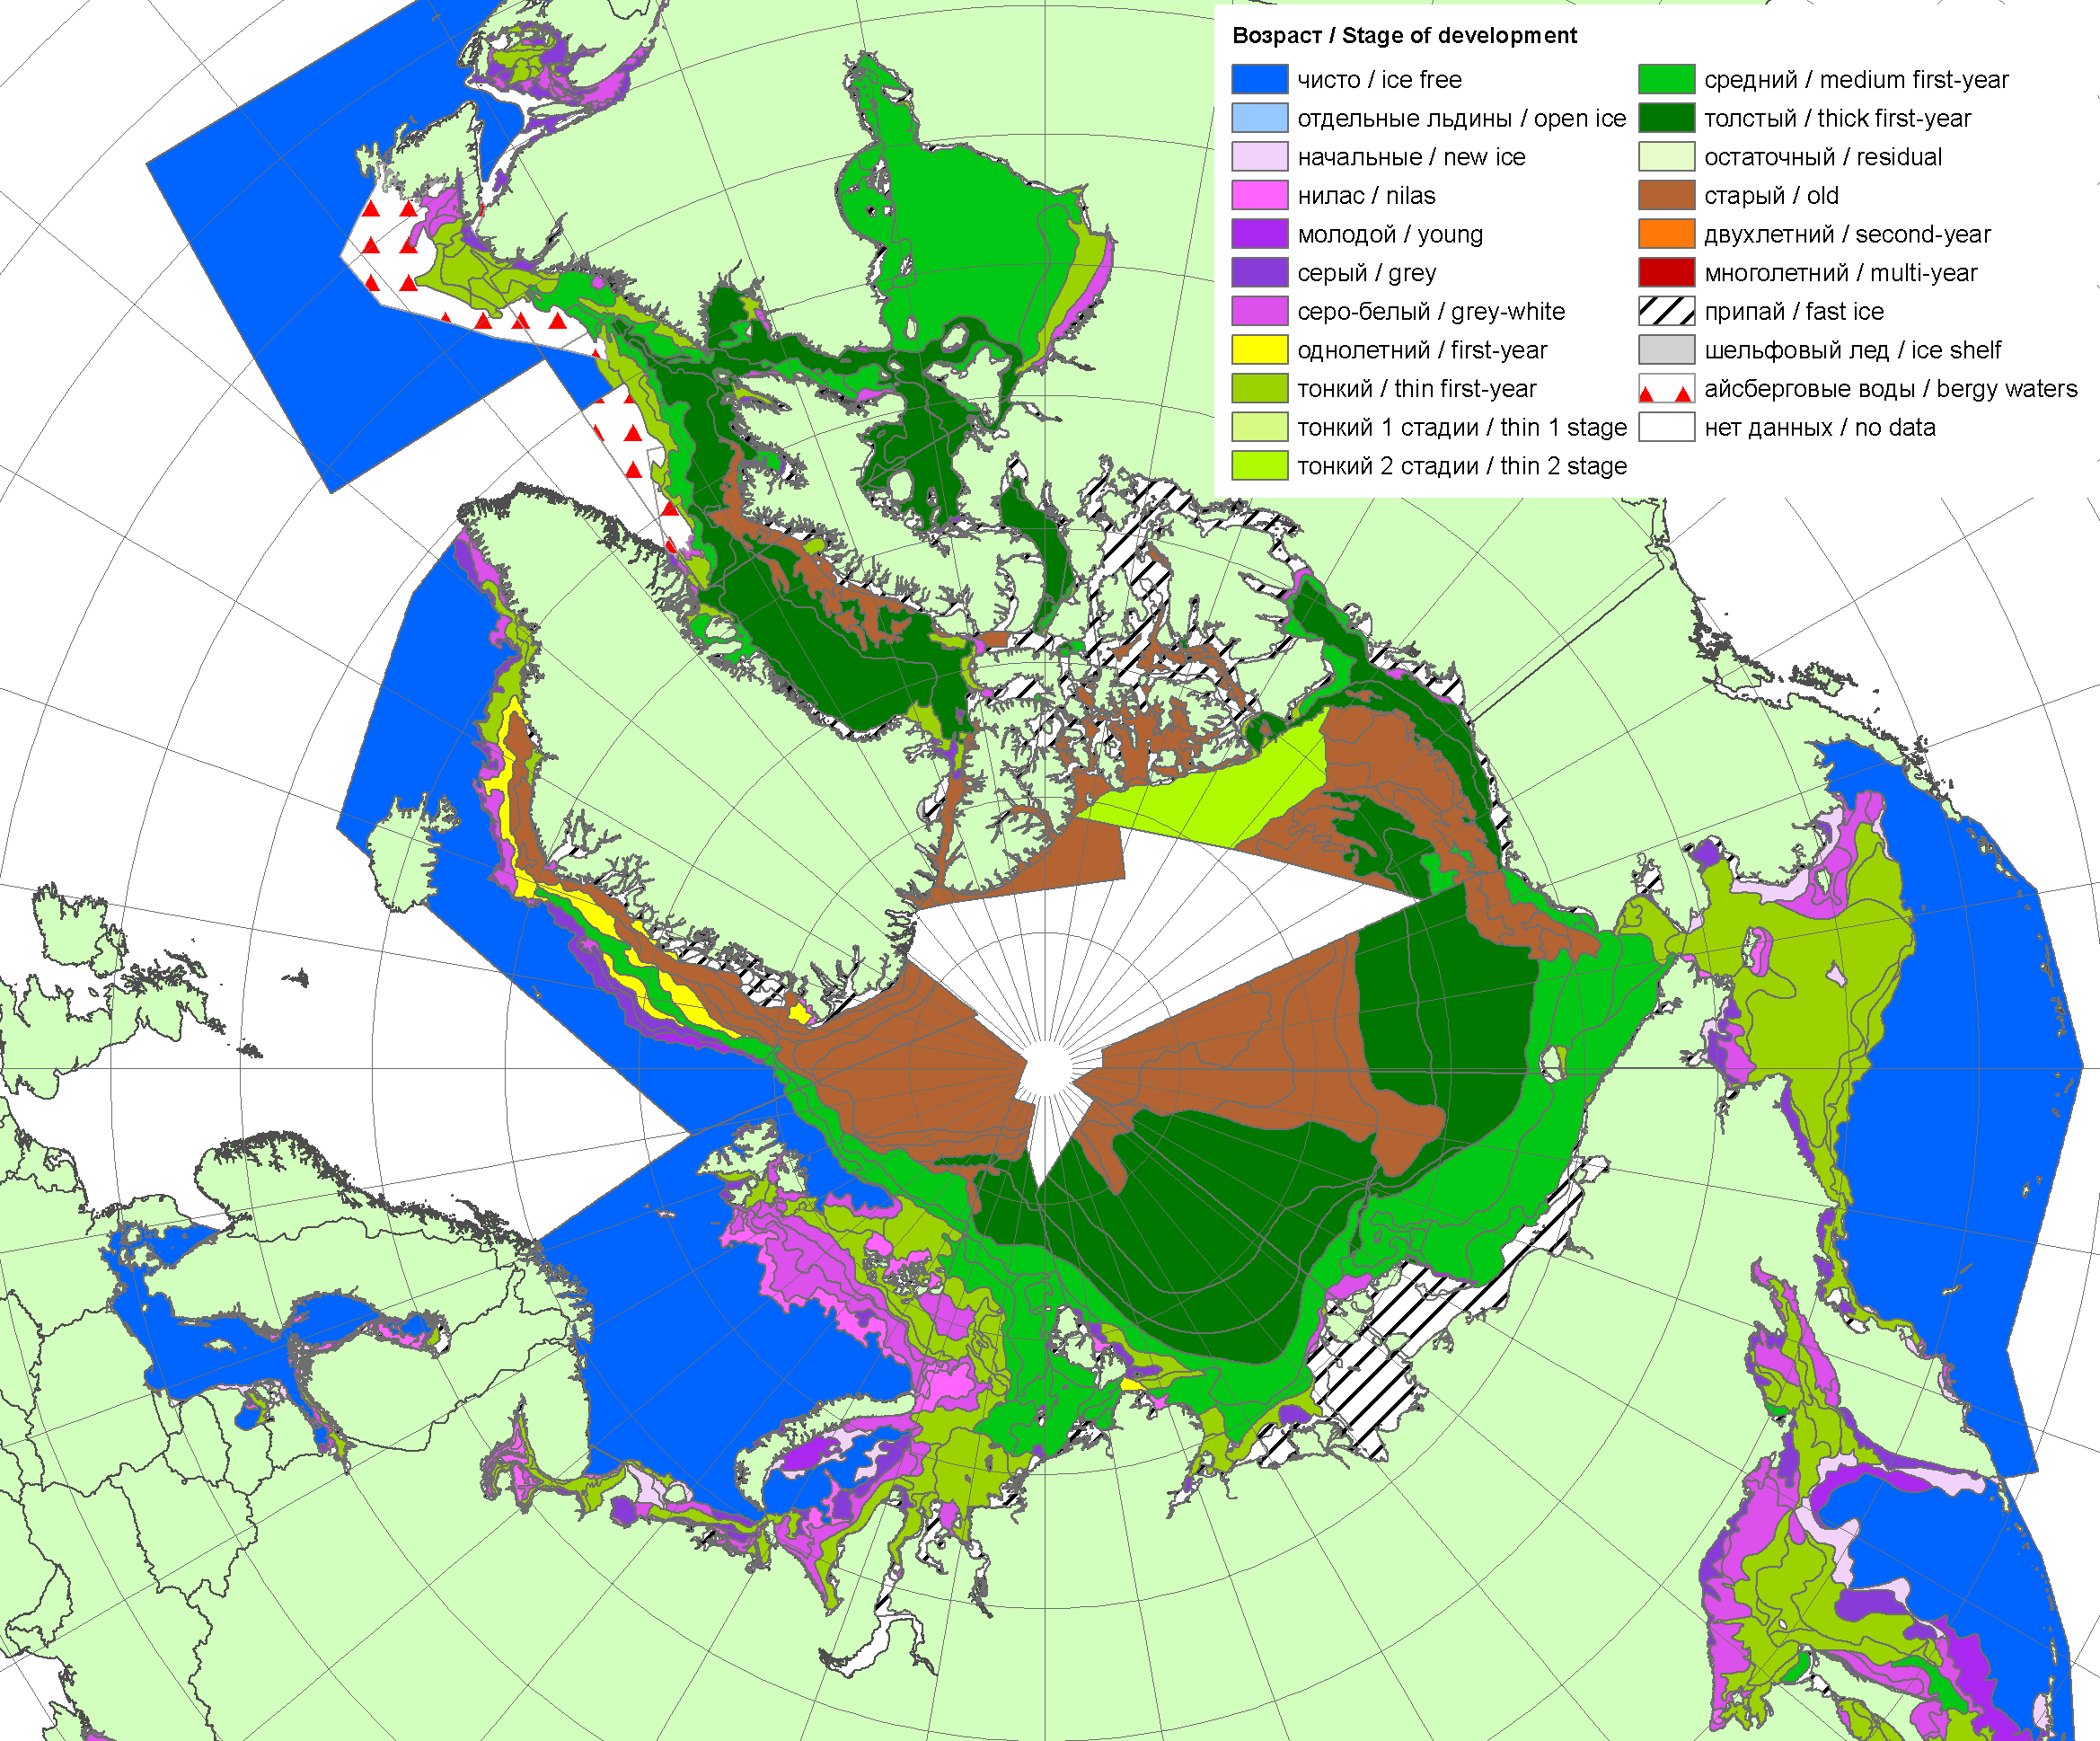 Возраст / Stage of development
чисто / ice free
отдельные льдины / open ice
начальные / new ice
нилас / nilas
молодой / young
серый / grey
серо-белый / grey-white
однолетний / first-year
тонкий / thin first-year
тонкий 1 стадии / thin 1 stage
тонкий 2 стадии / thin 2 stage
средний / medium first-year
толстый / thick first-year
остаточный / residual
старый / old
двухлетний / second-year
многолетний / multi-year
припай / fast ice
шельфовый лед / ice shelf
айсберговые воды / bergy waters
нет данных / no data